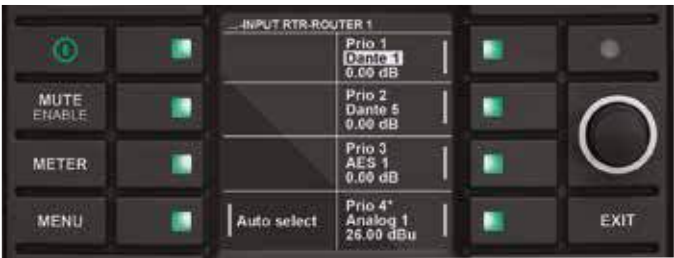 ...-INPUT RTR-ROUTER 1
Prio 1
Dante 1
0.00 dB
MUTE
ENABLE
Prio 2
Dante 5
0.00 dB
METER
Prio 3
AES 1
0.00 dB
MENU
Auto select
Prio 4*
Analog 1
26.00 dBu
EXIT